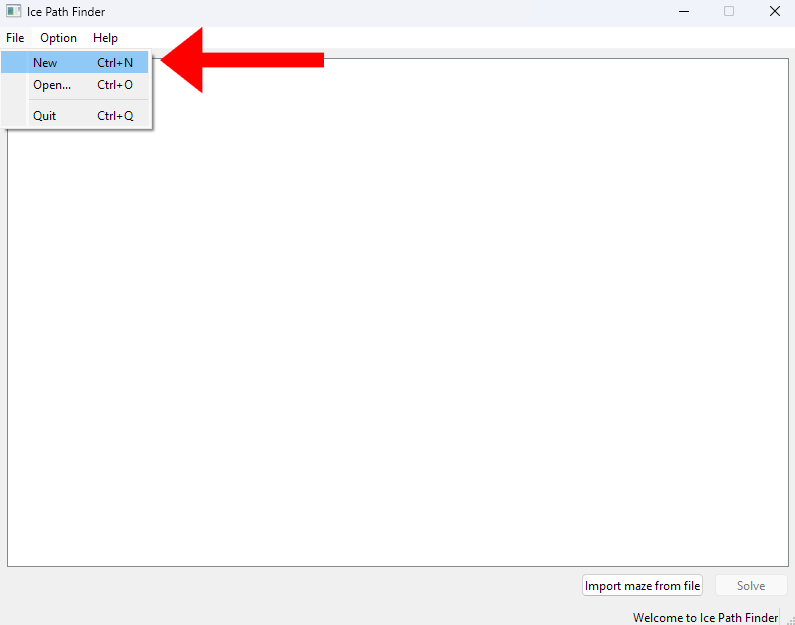 Ice Path Finder
File Option Help
New Ctrl+N
Open... Ctrl+O
Quit Ctrl+Q
Import maze from file Solve
Welcome to Ice Path Finder